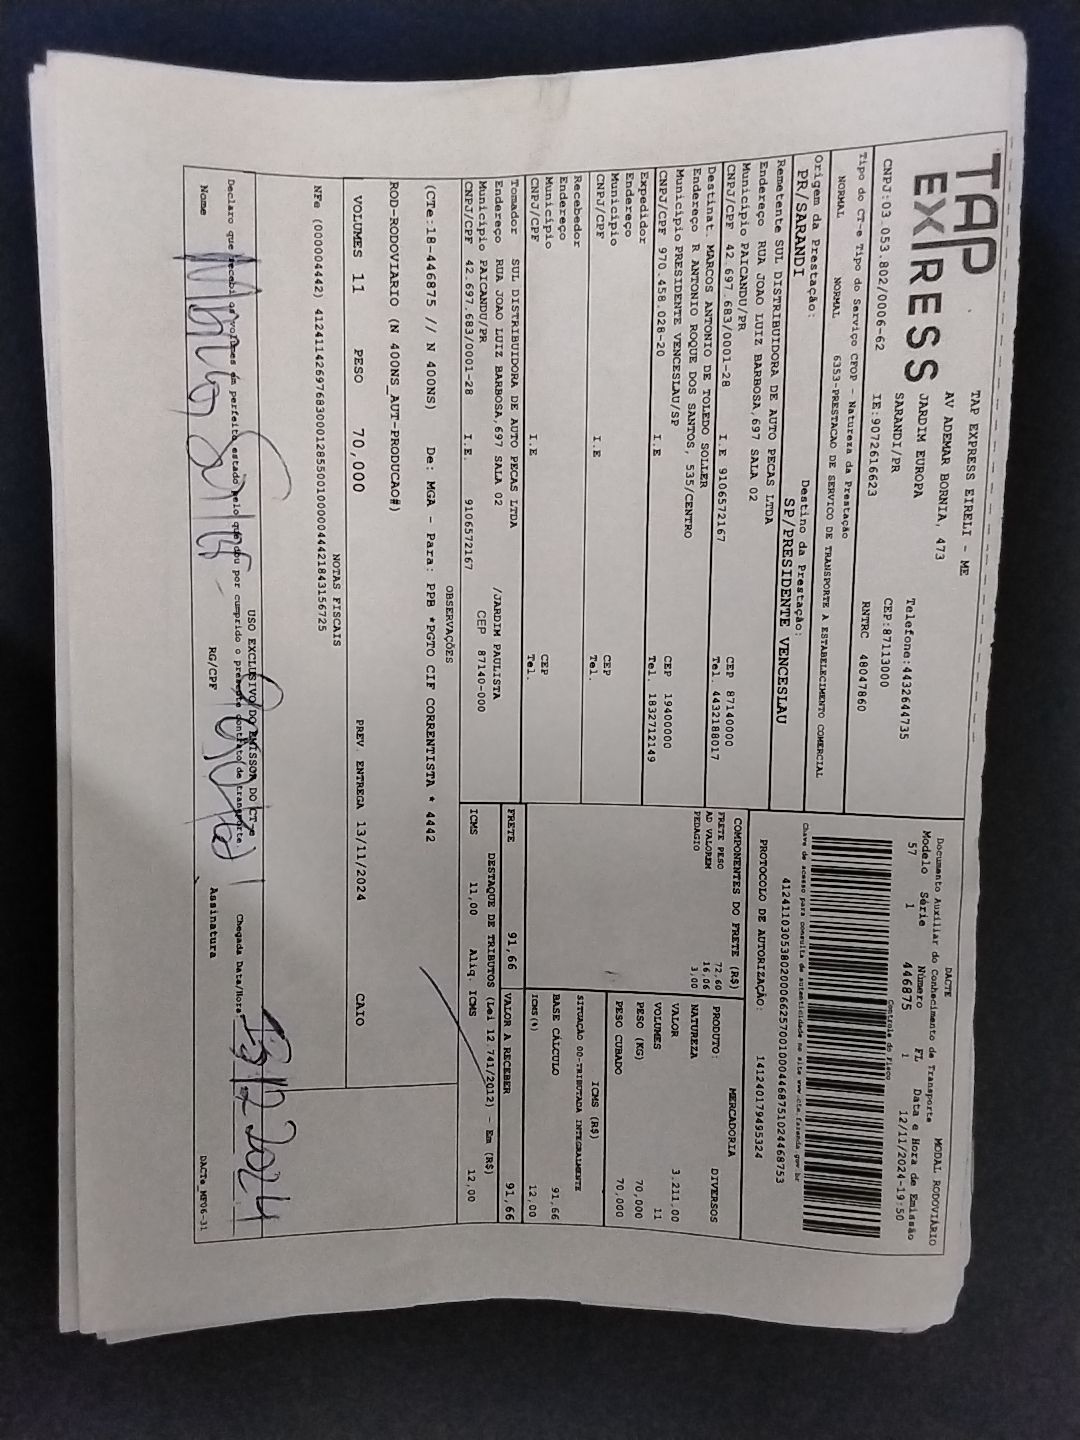 TAP
EXPRESS
TAP EXPRESS EIRELI - ME
AV ADEMAR BORNIA, 473
JARDIM EUROPA
SARANDI/PR
Telefone:4432644735
CEP:87113000
CNPJ:03.053.802/0006-62
IE:9072616623
RNTRC 48047860
DACTE
MODAL RODOVIÁRIO
Documento Auxiliar do Conhecimento de Transporte
Modelo Série Número FL Data e Hora de Emissão
57 1 446875 1 12/11/2024-19:50
Controle do Fisco
Chave de acesso para consulta de autenticidade no site www.cte.fazenda.gov.br
PROTOCOLO DE AUTORIZAÇÃO: 141240179495324
Tipo do CT-e Tipo do Serviço CFOP - Natureza da Prestação
NORMAL NORMAL 6353-PRESTACAO DE SERVICO DE TRANSPORTE A ESTABELECIMENTO COMERCIAL
Origem da Prestação: Destino da Prestação:
PR/SARANDI SP/PRESIDENTE VENCESLAU
Remetente SUL DISTRIBUIDORA DE AUTO PECAS LTDA
Endereço RUA JOAO LUIZ BARBOSA,697 SALA 02
Município PAICANDU/PR CEP 87140000
CNPJ/CPF 42.697.683/0001-28 I.E 9106572167 Tel. 4432188017
Destinat. MARCOS ANTONIO DE TOLEDO SOLLER
Endereço R ANTONIO ROQUE DOS SANTOS, 535/CENTRO
Município PRESIDENTE VENCESLAU/SP CEP 19400000
CNPJ/CPF 970.458.028-20 I.E Tel. 1832712149
Expedidor
Endereço
Município CEP
CNPJ/CPF I.E Tel.
Recebedor
Endereço
Município CEP
CNPJ/CPF I.E Tel.
Tomador SUL DISTRIBUIDORA DE AUTO PECAS LTDA
Endereço RUA JOAO LUIZ BARBOSA,697 SALA 02 /JARDIM PAULISTA
Município PAICANDU/PR CEP 87140-000
CNPJ/CPF 42.697.683/0001-28 I.E. 9106572167
COMPONENTES DO FRETE (R$)
FRETE PESO 72,60
AD VALOREM 16,06
PEDAGIO 3,00
MERCADORIA
PRODUTO: DIVERSOS
NATUREZA
VALOR 3.211,00
VOLUMES 11
PESO (KG) 70,000
PESO CUBADO 70,000
ICMS (R$)
SITUAÇÃO 00-TRIBUTADA INTEGRALMENTE
BASE CÁLCULO 91,66
ICMS(%) 12,00
FRETE 91,66 VALOR A RECEBER 91,66
DESTAQUE DE TRIBUTOS (Lei 12.741/2012) - Em (R$)
ICMS 11,00 Aliq. ICMS 12,00
OBSERVAÇÕES
(CTe:18-446875 // N 400NS) De: MGA - Para: PPB *PGTO CIF CORRENTISTA * 4442
ROD-RODOVIARIO (N 400NS_AUT-PRODUCAO#)
VOLUMES 11 PESO 70,000 PREV. ENTREGA 13/11/2024 CAIO
NOTAS FISCAIS
USO EXCLUSIVO DO EMISSOR DO CT-e
Declaro que recebi os volumes em perfeito estado pelo que dou por cumprido o presente contrato de transporte.
Chegada Data/Hora
Nome RG/CPF Assinatura
DACTe_MF06-31